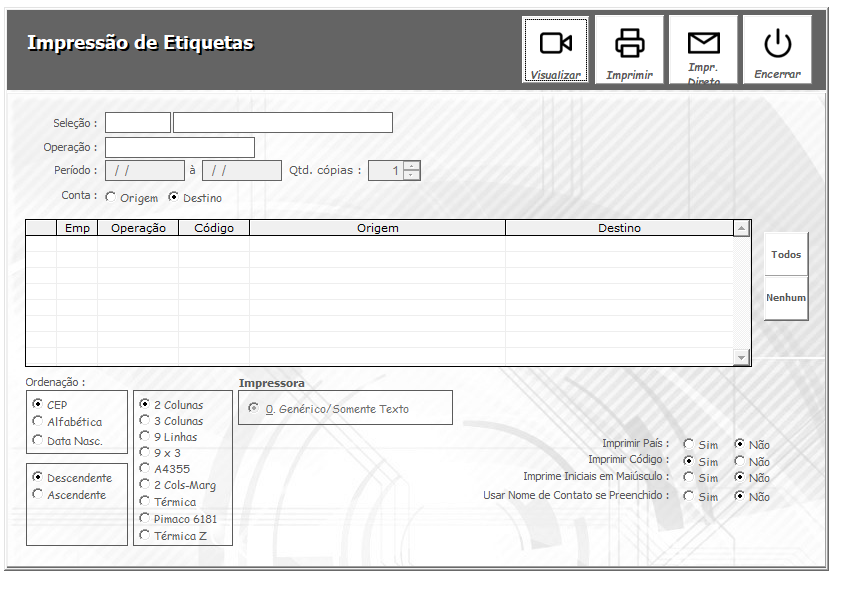 Impressão de Etiquetas
Visualizar
Imprimir
Impr.
Direto
Encerrar
Seleção :
Operação :
Período : / / à / / Qtd. cópias : 1
Conta : Origem Destino
Emp Operação Código Origem Destino
Todos
Nenhum
Ordenação :
CEP
Alfabética
Data Nasc.
Descendente
Ascendente
2 Colunas
3 Colunas
9 Linhas
9 x 3
A4355
2 Cols-Marg
Térmica
Pimaco 6181
Térmica Z
Impressora
0. Genérico/Somente Texto
Imprimir País : Sim Não
Imprimir Código : Sim Não
Imprime Iniciais em Maiúsculo : Sim Não
Usar Nome de Contato se Preenchido : Sim Não